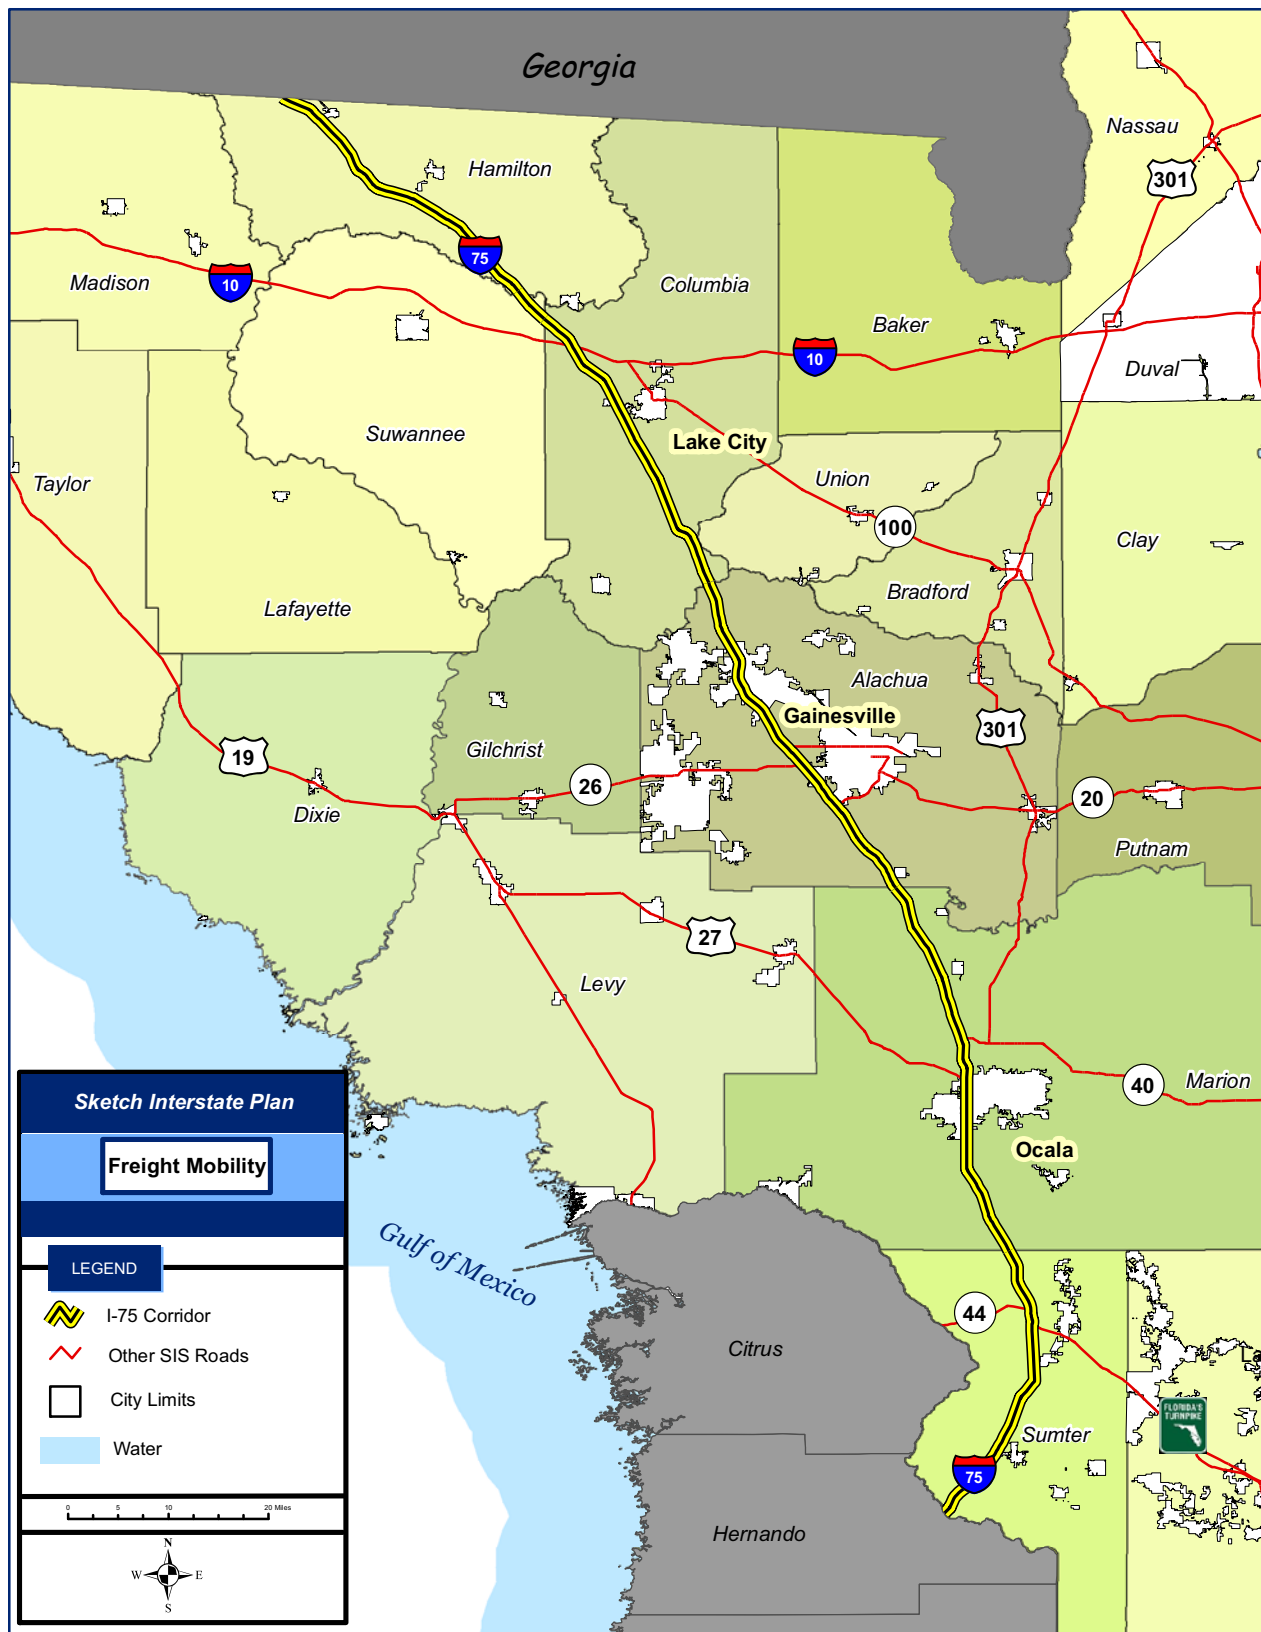 Georgia
Nassau
301
Hamilton
75
Madison
10
Columbia
Baker
10
Duval
Suwannee
Lake City
Taylor
Union
100
Clay
Lafayette
Bradford
Alachua
Gainesville
301
Gilchrist
19
26
20
Dixie
Putnam
27
Levy
40
Marion
Ocala
Sketch Interstate Plan
Freight Mobility
Gulf of Mexico
LEGEND
I-75 Corridor
Other SIS Roads
City Limits
Water
0 5 10 20 Miles
N
W E
S
44
Citrus
La
FLORIDA'S
TURNPIKE
Sumter
75
Hernando